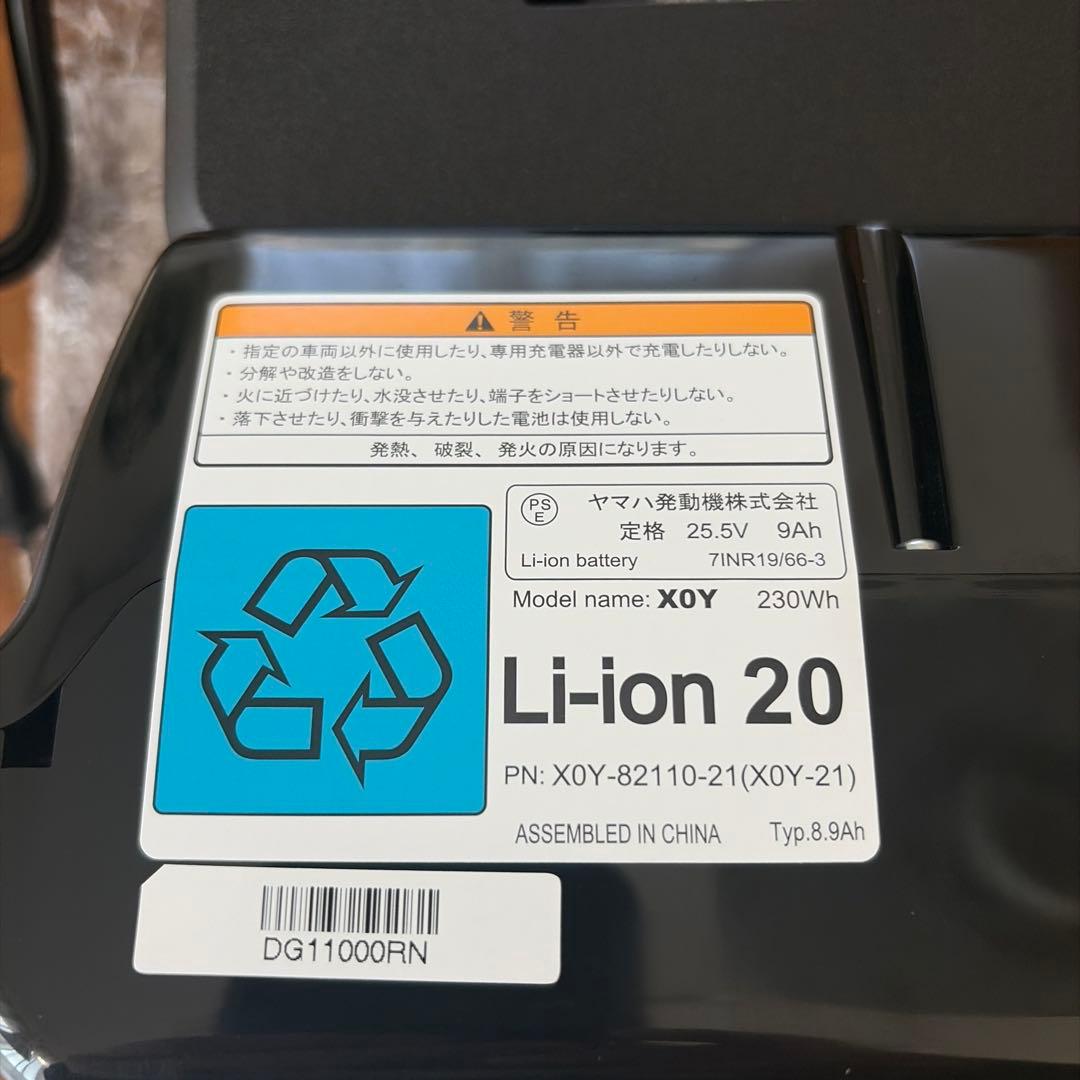 警告
・指定の車両以外に使用したり、専用充電器以外で充電したりしない。
・分解や改造をしない。
・火に近づけたり、水没させたり、端子をショートさせたりしない。
・落下させたり、衝撃を与えたりした電池は使用しない。
発熱、破裂、発火の原因になります。
PS
E
ヤマハ発動機株式会社
定格 25.5V 9Ah
Li-ion battery 7INR19/66-3
Model name: X0Y 230Wh
Li-ion 20
PN: X0Y-82110-21(X0Y-21)
ASSEMBLED IN CHINA Typ.8.9Ah
DG11000RN